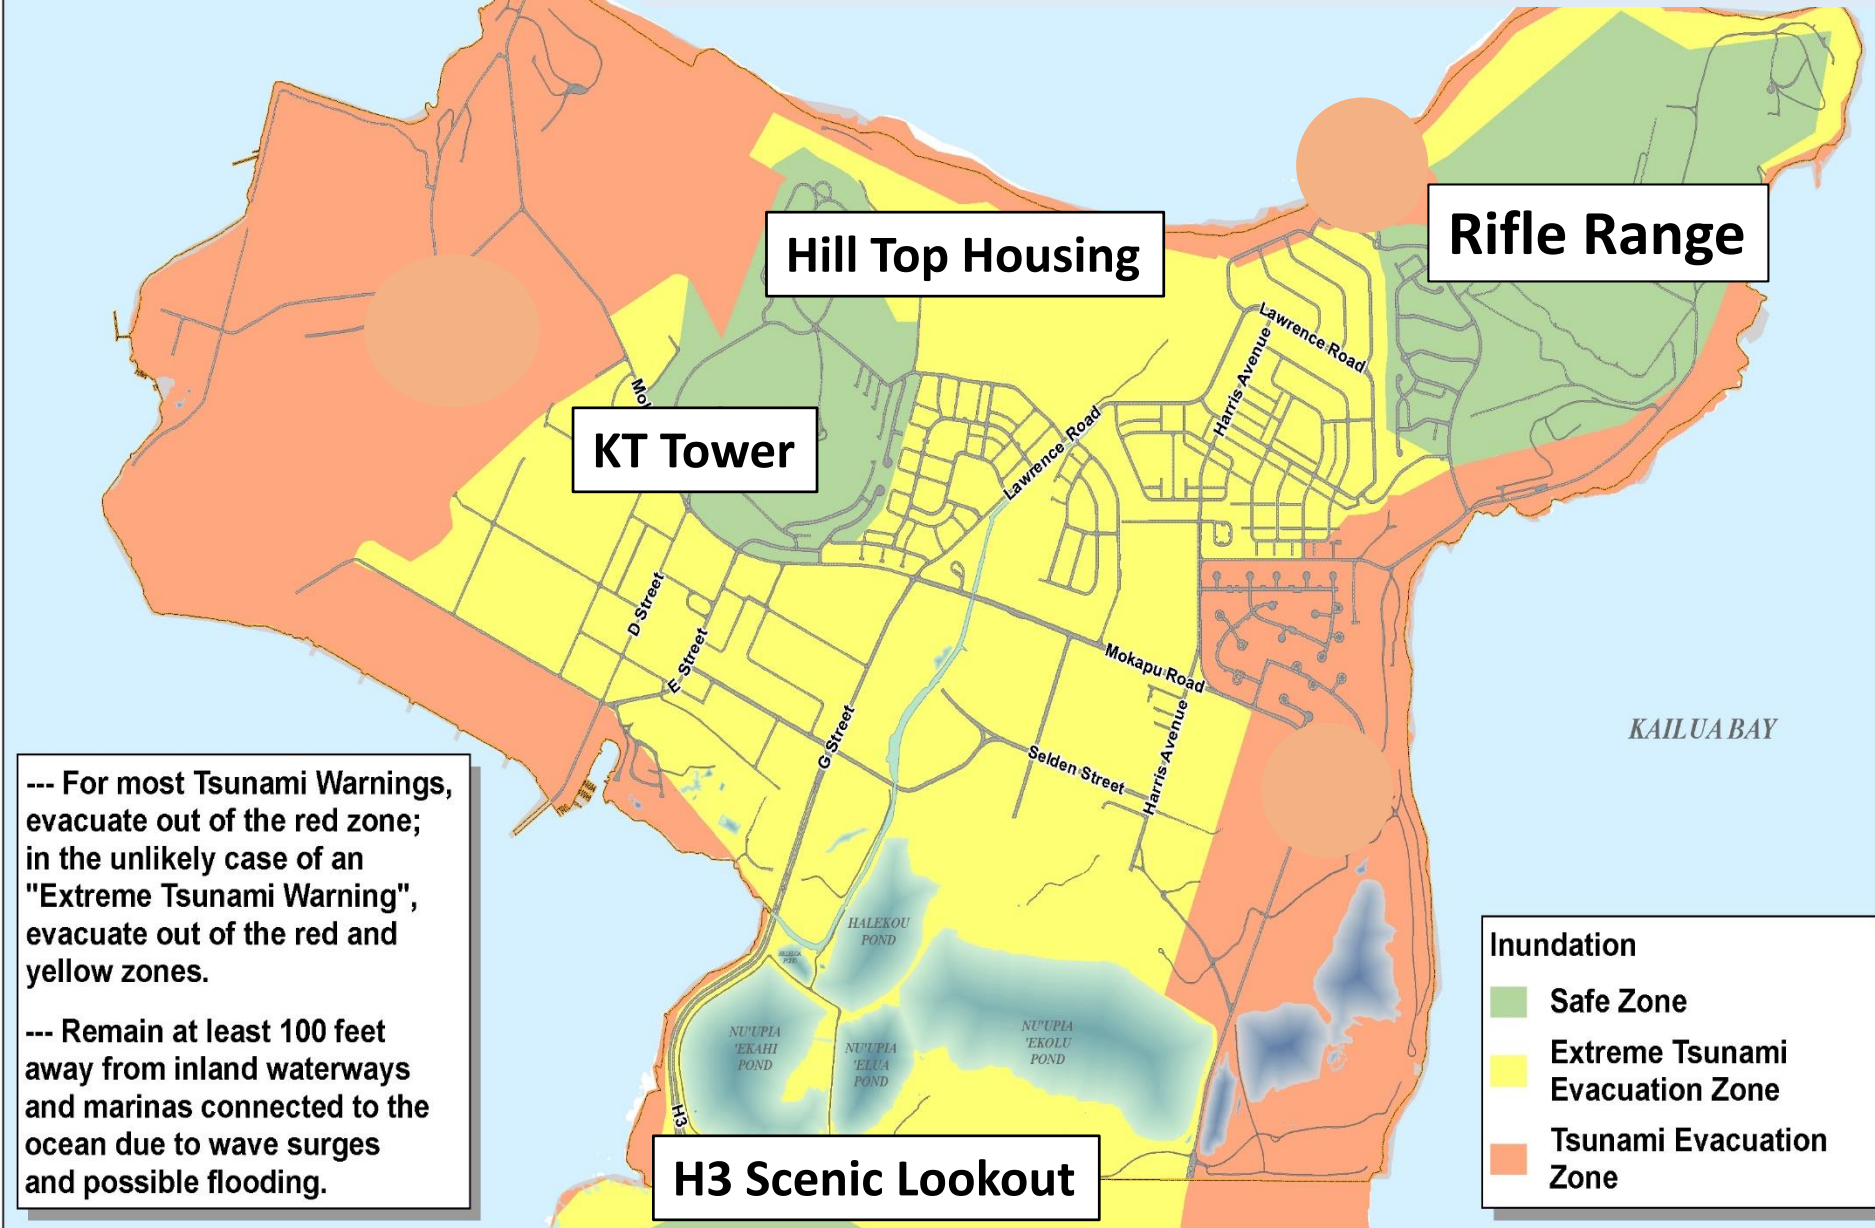 Hill Top Housing
Rifle Range
KT Tower
Lawrence Road
Harris Avenue
Lawrence Road
D Street
E Street
G Street
Mokapu Road
Harris Avenue
Selden Street
KAILUA BAY
HALEKOU
POND
NU'UPIA
'EKAHI
POND
NU'UPIA
'ELUA
POND
NU'UPIA
'EKOLU
POND
H3
H3 Scenic Lookout
--- For most Tsunami Warnings,
evacuate out of the red zone;
in the unlikely case of an
"Extreme Tsunami Warning",
evacuate out of the red and
yellow zones.
--- Remain at least 100 feet
away from inland waterways
and marinas connected to the
ocean due to wave surges
and possible flooding.
Inundation
Safe Zone
Extreme Tsunami
Evacuation Zone
Tsunami Evacuation
Zone